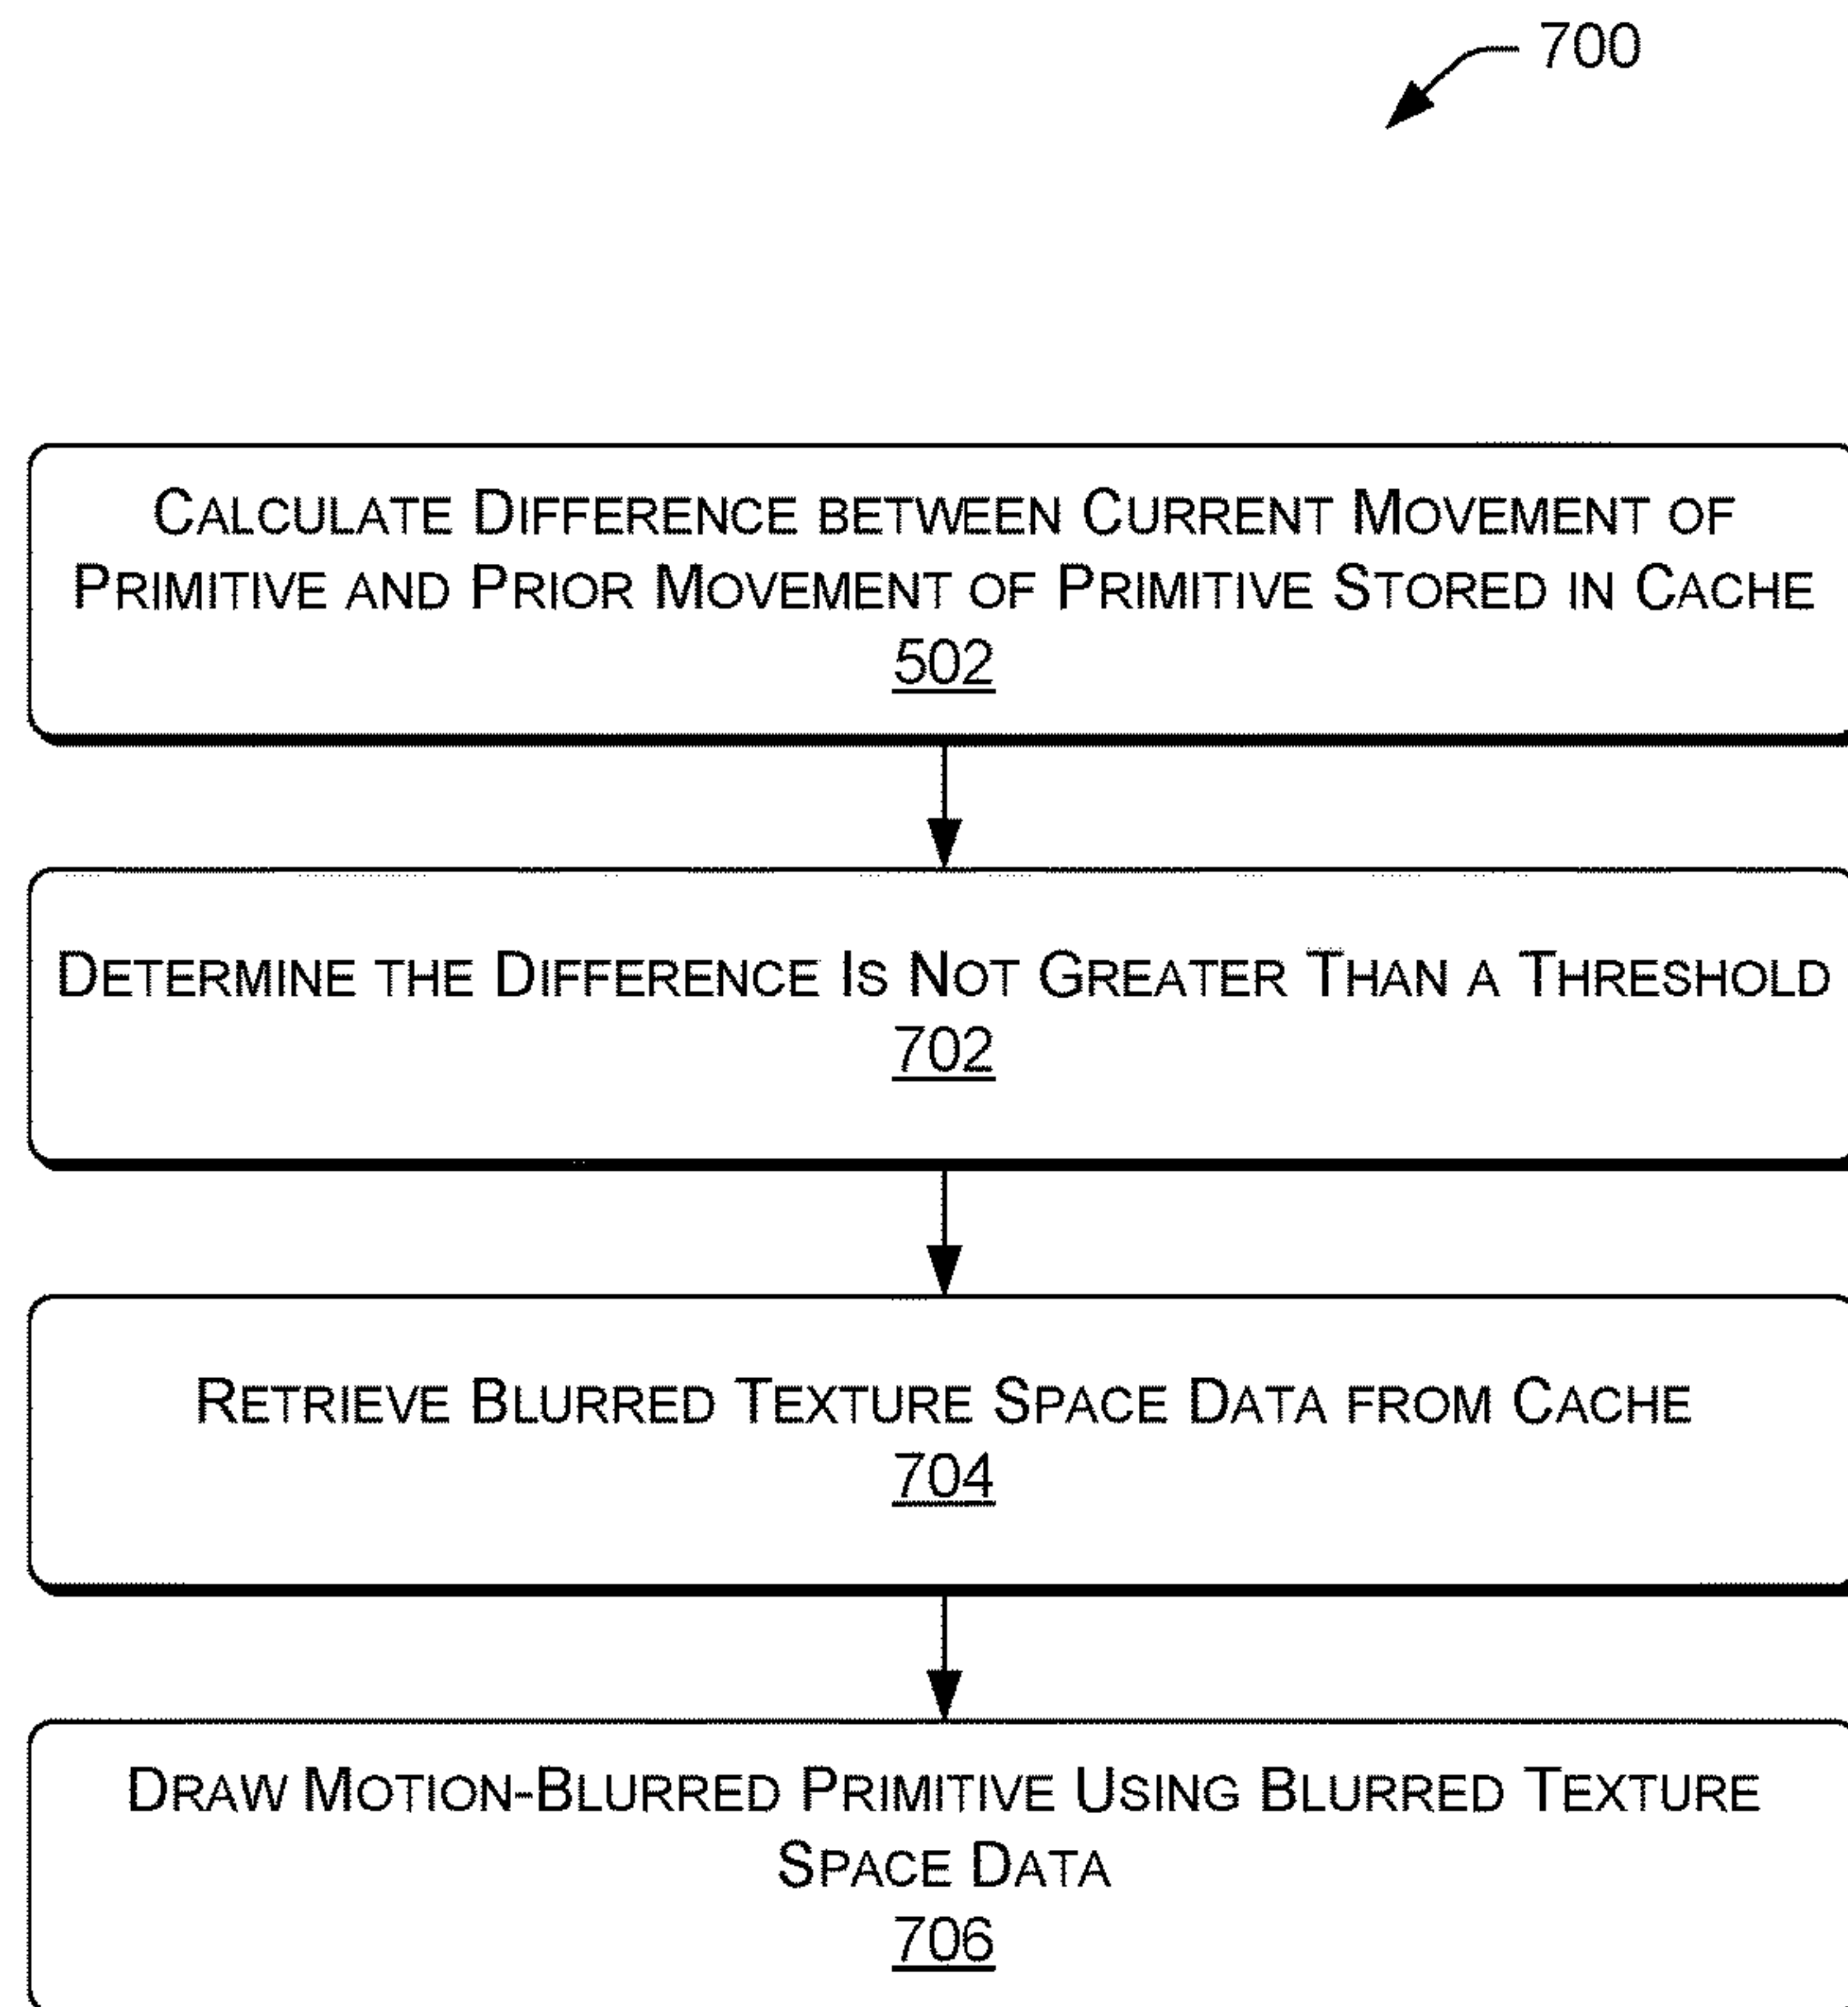 700
CALCULATE DIFFERENCE BETWEEN CURRENT MOVEMENT OF
PRIMITIVE AND PRIOR MOVEMENT OF PRIMITIVE STORED IN CACHE
502
DETERMINE THE DIFFERENCE IS NOT GREATER THAN A THRESHOLD
702
RETRIEVE BLURRED TEXTURE SPACE DATA FROM CACHE
704
DRAW MOTION-BLURRED PRIMITIVE USING BLURRED TEXTURE
SPACE DATA
706